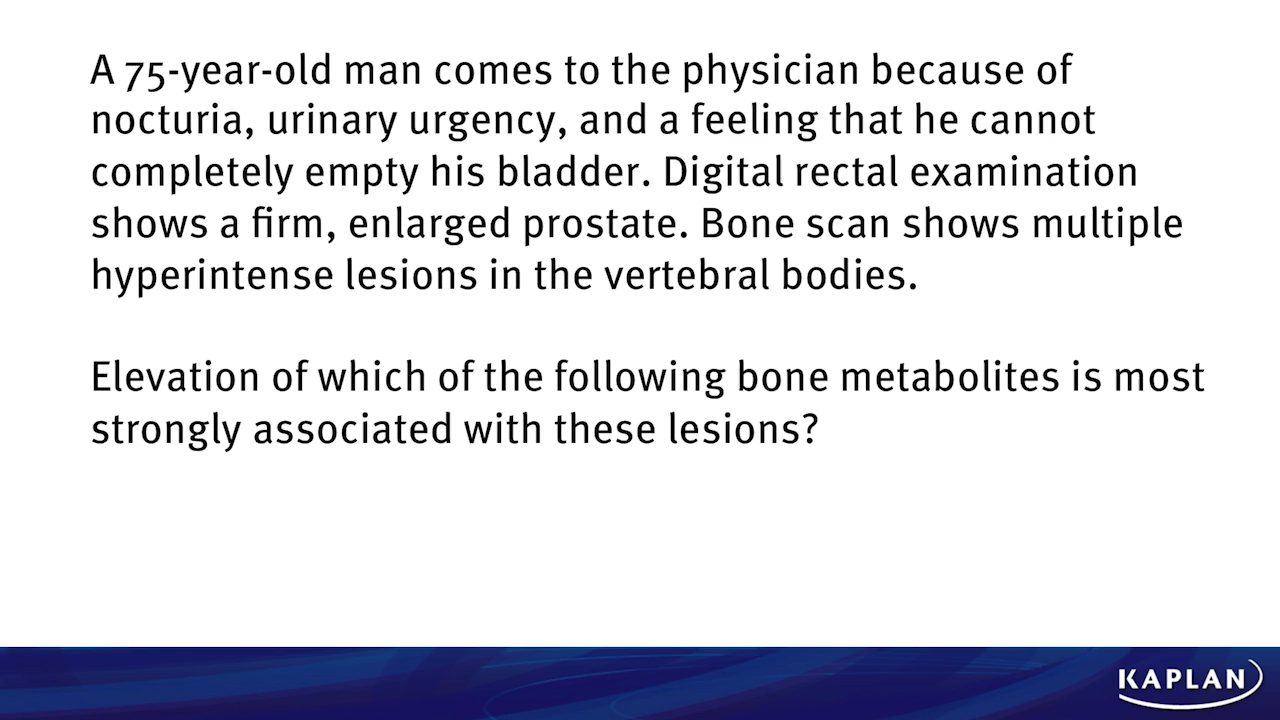 A 75-year-old man comes to the physician because of
nocturia, urinary urgency, and a feeling that he cannot
completely empty his bladder. Digital rectal examination
shows a firm, enlarged prostate. Bone scan shows multiple
hyperintense lesions in the vertebral bodies.
Elevation of which of the following bone metabolites is most
strongly associated with these lesions?
KAPLAN